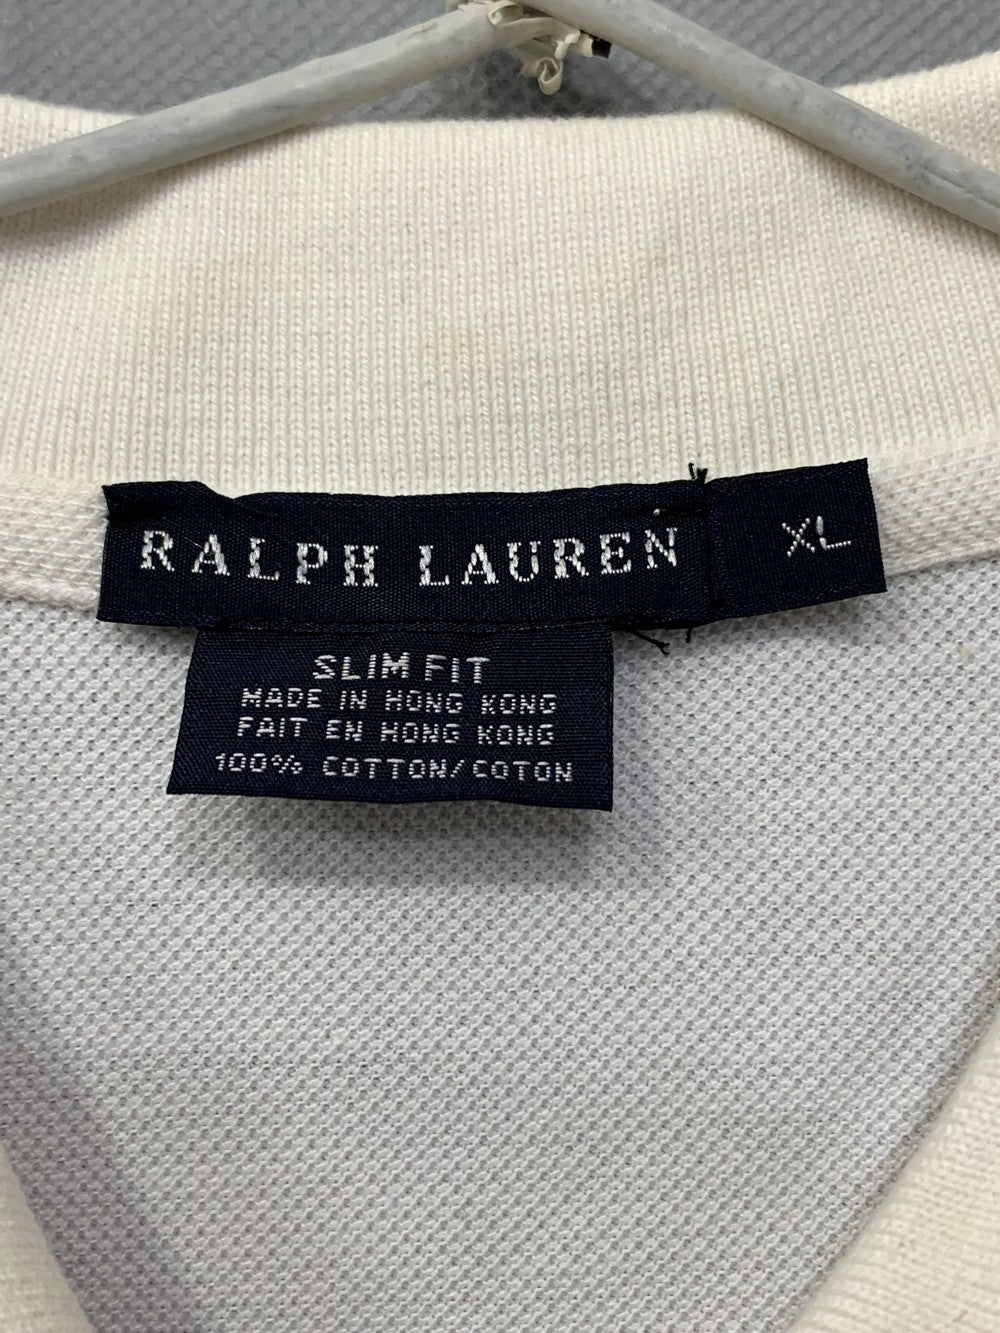 RALPH LAUREN XL
SLIM FIT
MADE IN HONG KONG
FAIT EN HONG KONG
100% COTTON/COTON